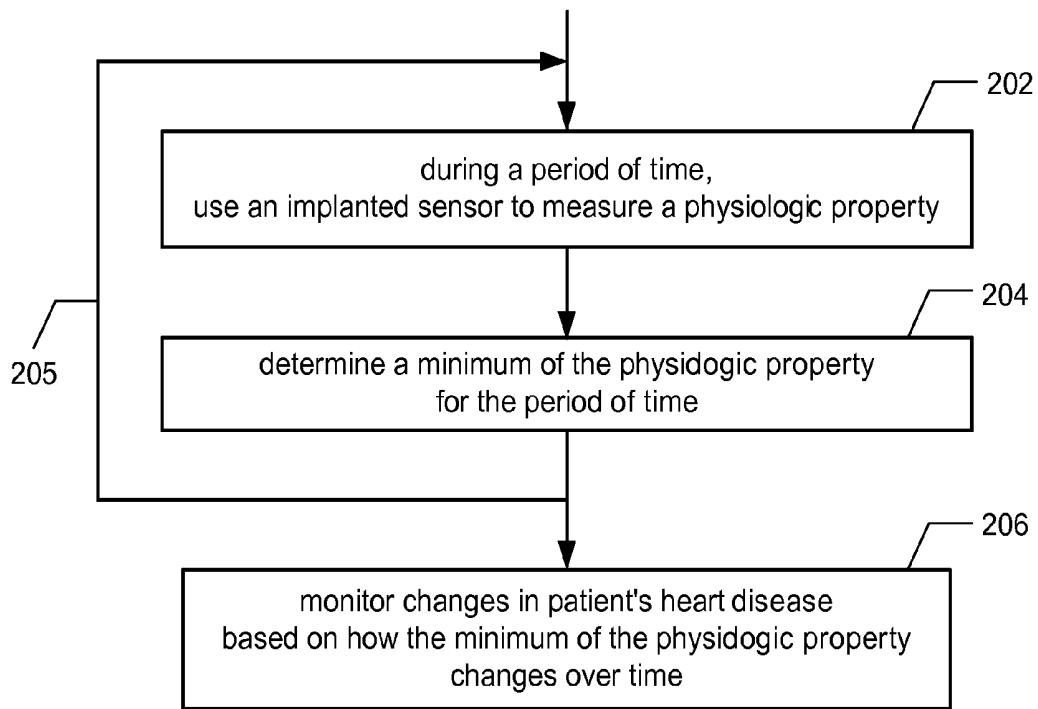 202
during a period of time,
use an implanted sensor to measure a physiologic property
204
determine a minimum of the physidogic property
for the period of time
205
206
monitor changes in patient's heart disease
based on how the minimum of the physidogic property
changes over time